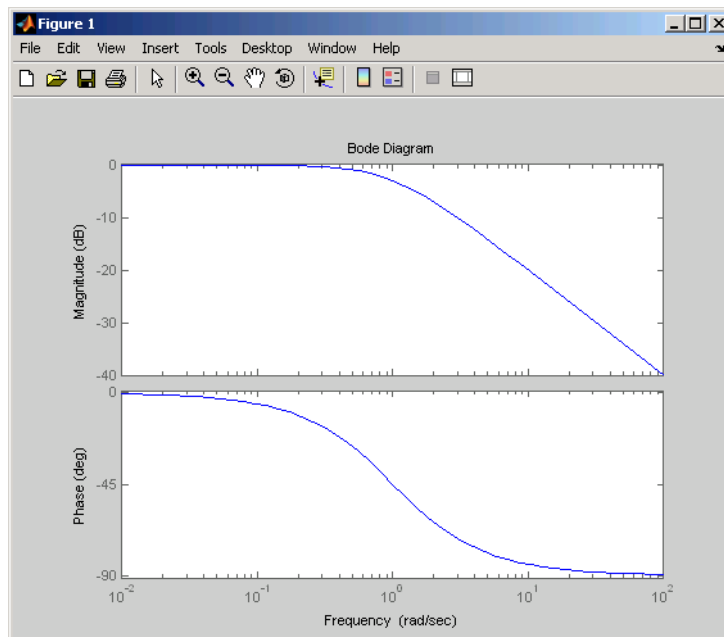 Figure 1
File Edit View Insert Tools Desktop Window Help
Bode Diagram
Magnitude (dB)
0
-10
-20
-30
-40
Phase (deg)
0
-45
-90
10^-2 10^-1 10^0 10^1 10^2
Frequency (rad/sec)